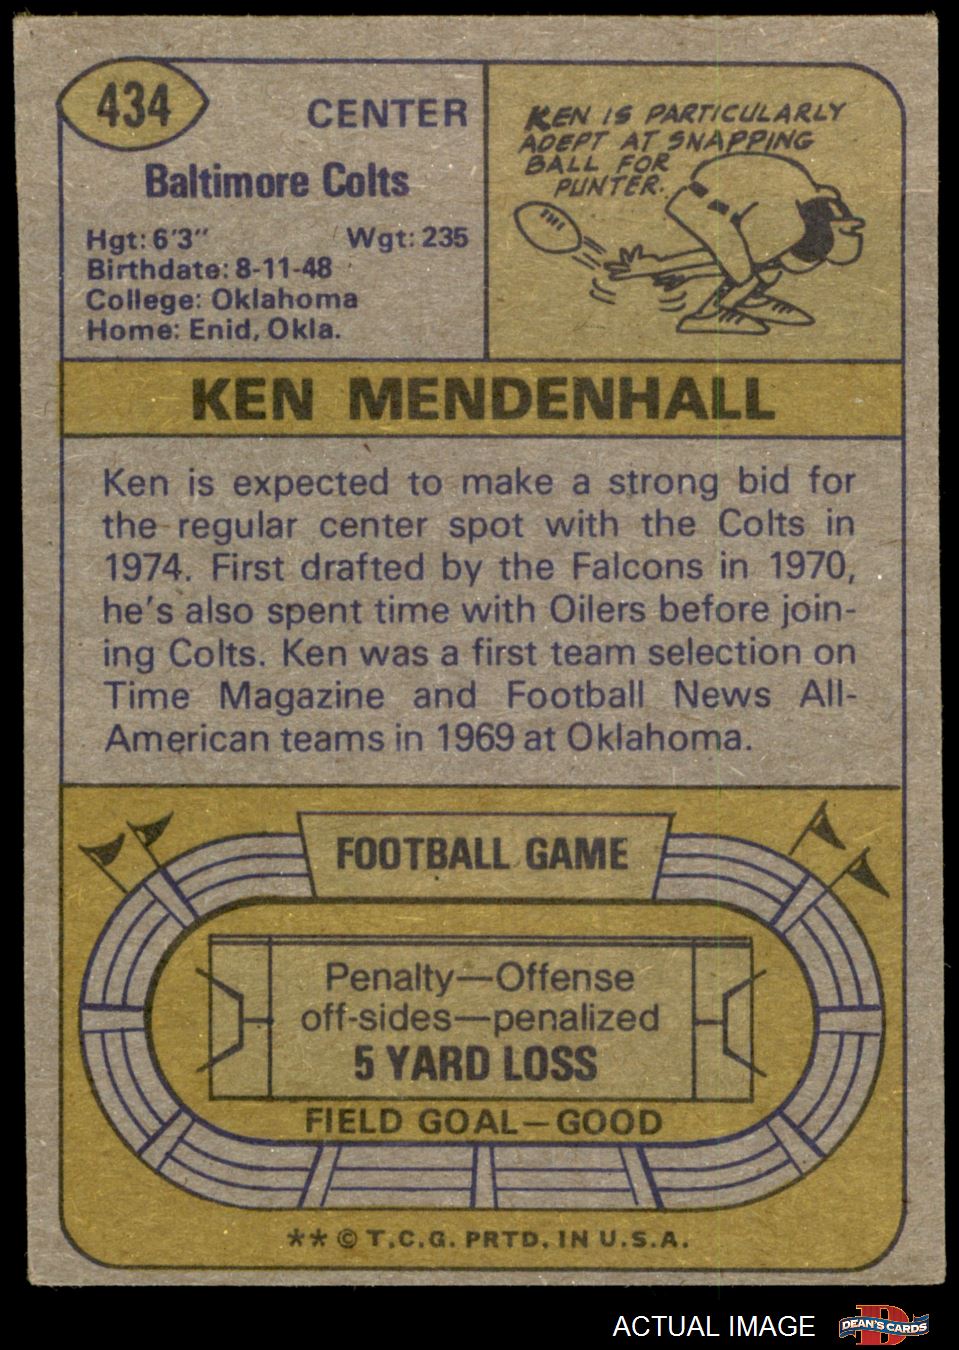 434
CENTER
Baltimore Colts
Hgt: 6'3" Wgt: 235
Birthdate: 8-11-48
College: Oklahoma
Home: Enid, Okla.
KEN IS PARTICULARLY
ADEPT AT SNAPPING
BALL FOR
PUNTER.
KEN MENDENHALL
Ken is expected to make a strong bid for
the regular center spot with the Colts in
1974. First drafted by the Falcons in 1970,
he's also spent time with Oilers before join-
ing Colts. Ken was a first team selection on
Time Magazine and Football News All-
American teams in 1969 at Oklahoma.
FOOTBALL GAME
Penalty—Offense
off-sides—penalized
5 YARD LOSS
FIELD GOAL—GOOD
** © T.C.G. PRTD. IN U.S.A.
ACTUAL IMAGE
D
DEAN'S CARDS